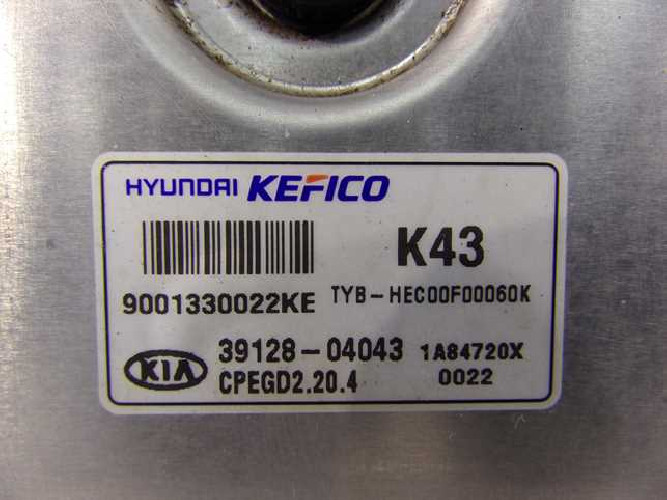 HYUNDAI KEFICO
K43
9001330022KE TYB-HEC00F00060K
KIA 39128-04043 1A84720X
CPEGD2.20.4 0022